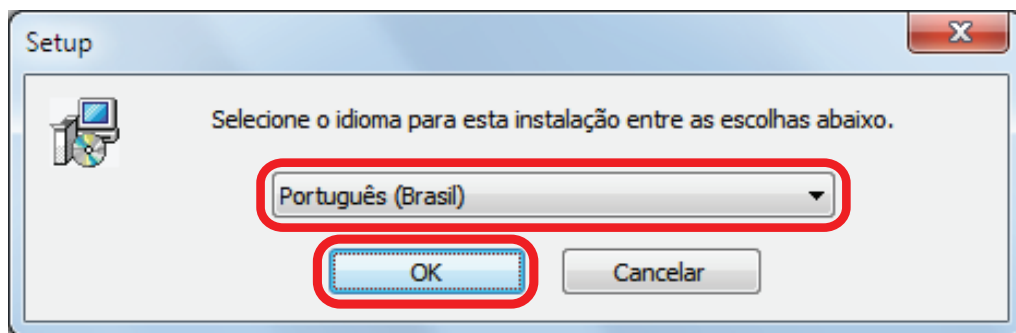 Setup
Selecione o idioma para esta instalação entre as escolhas abaixo.
Português (Brasil)
OK
Cancelar